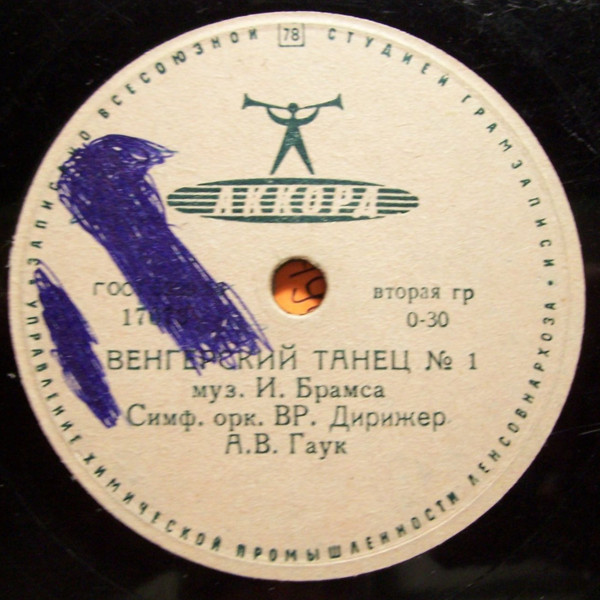 ЗАПИСАНО ВСЕСОЮЗНОЙ 78 СТУДИЕЙ ГРАМЗАПИСИ
АККОРД
вторая гр
0-30
ВЕНГЕРСКИЙ ТАНЕЦ № 1
муз. И. Брамса
Симф. орк. ВР. Дирижер
А.В. Гаук
УПРАВЛЕНИЕ ХИМИЧЕСКОЙ ПРОМЫШЛЕННОСТИ ЛЕНСОВНАРХОЗА